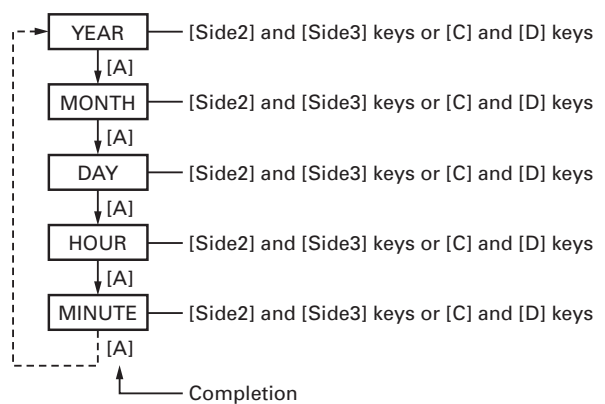 YEAR [Side2] and [Side3] keys or [C] and [D] keys
[A]
MONTH [Side2] and [Side3] keys or [C] and [D] keys
[A]
DAY [Side2] and [Side3] keys or [C] and [D] keys
[A]
HOUR [Side2] and [Side3] keys or [C] and [D] keys
[A]
MINUTE [Side2] and [Side3] keys or [C] and [D] keys
[A]
Completion